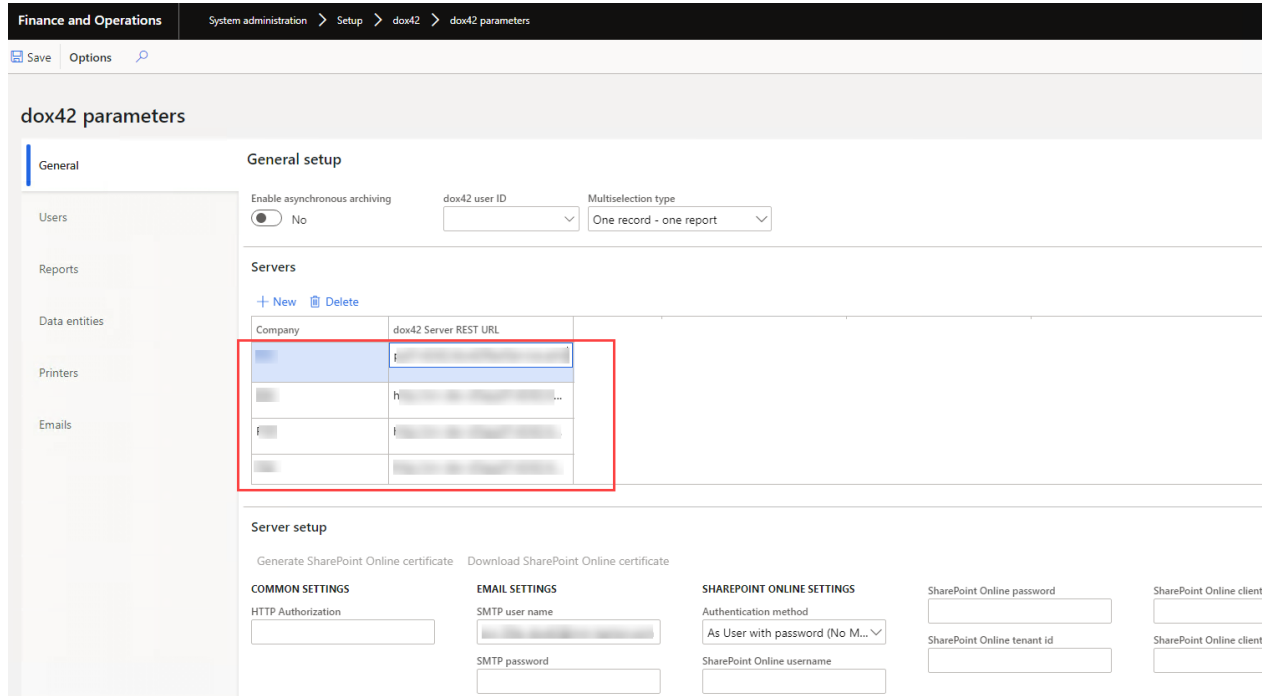 Finance and Operations System administration > Setup > dox42 > dox42 parameters
Save Options
dox42 parameters
General
Users
Reports
Data entities
Printers
Emails
General setup
Enable asynchronous archiving dox42 user ID Multiselection type
No One record - one report
Servers
+ New Delete
Company dox42 Server REST URL
Server setup
Generate SharePoint Online certificate Download SharePoint Online certificate
COMMON SETTINGS EMAIL SETTINGS SHAREPOINT ONLINE SETTINGS SharePoint Online password SharePoint Online client
HTTP Authorization SMTP user name Authentication method
As User with password (No M...
SharePoint Online tenant id SharePoint Online client
SMTP password SharePoint Online username